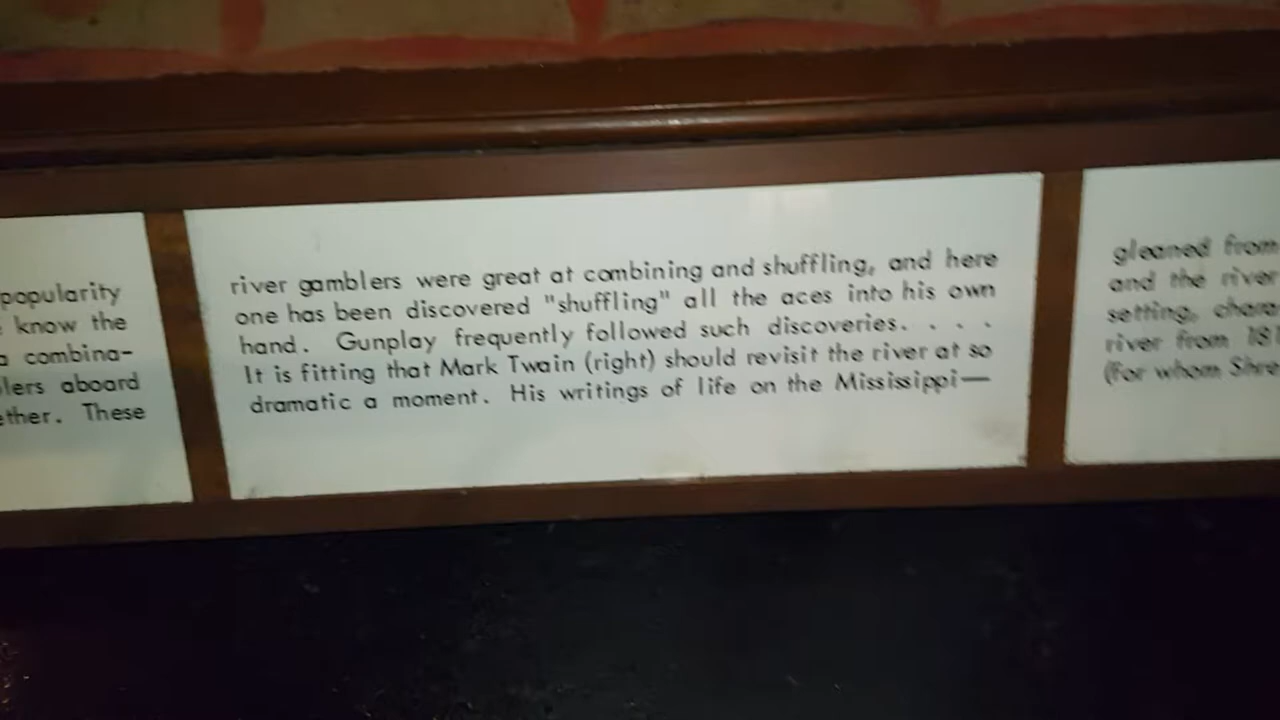 popularity
know the
a combina-
lers aboard
ether. These
river gamblers were great at combining and shuffling, and here
one has been discovered "shuffling" all the aces into his own
hand. Gunplay frequently followed such discoveries. . . .
It is fitting that Mark Twain (right) should revisit the river at so
dramatic a moment. His writings of life on the Mississippi—
gleaned from
and the river
setting, chara
river from 18
(for whom Shre